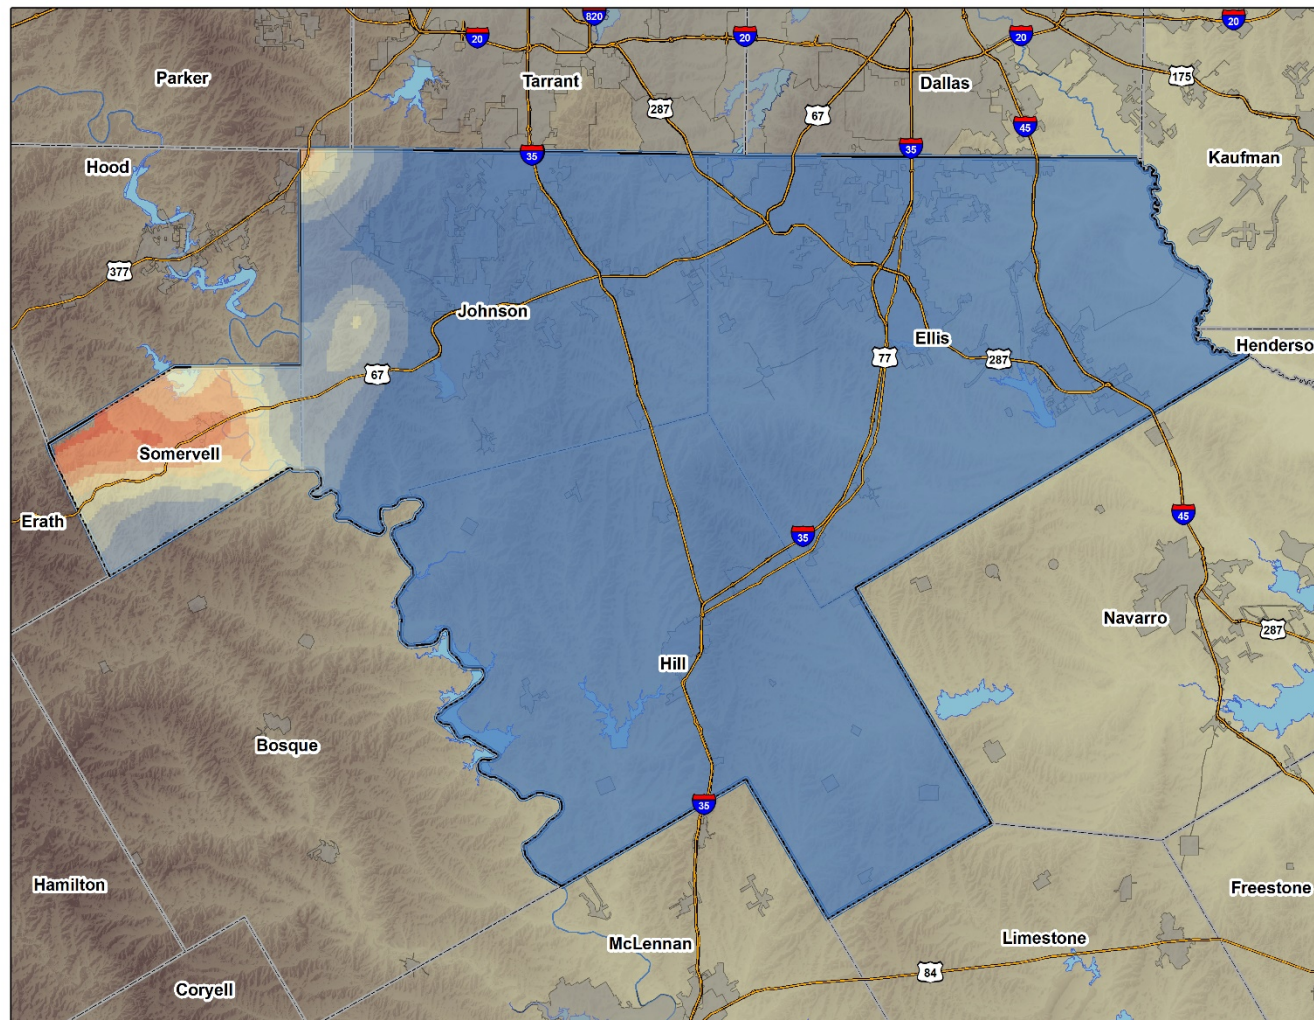 820
20
20
20
20
Parker
Tarrant
Dallas
175
287
67
45
35
35
Hood
Kaufman
377
Johnson
Ellis
Henderso
77
287
67
Somervell
Erath
45
35
Navarro
287
Hill
Bosque
35
Hamilton
Freestone
McLennan
Limestone
84
Coryell